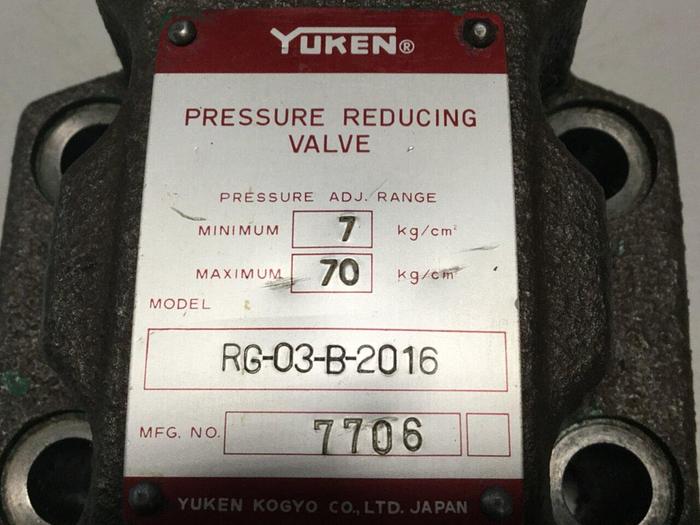 YUKEN®
PRESSURE REDUCING
VALVE
PRESSURE ADJ. RANGE
MINIMUM 7 kg/cm²
MAXIMUM 70 kg/cm²
MODEL
RG-03-B-2016
MFG. NO. 7706
YUKEN KOGYO CO., LTD. JAPAN